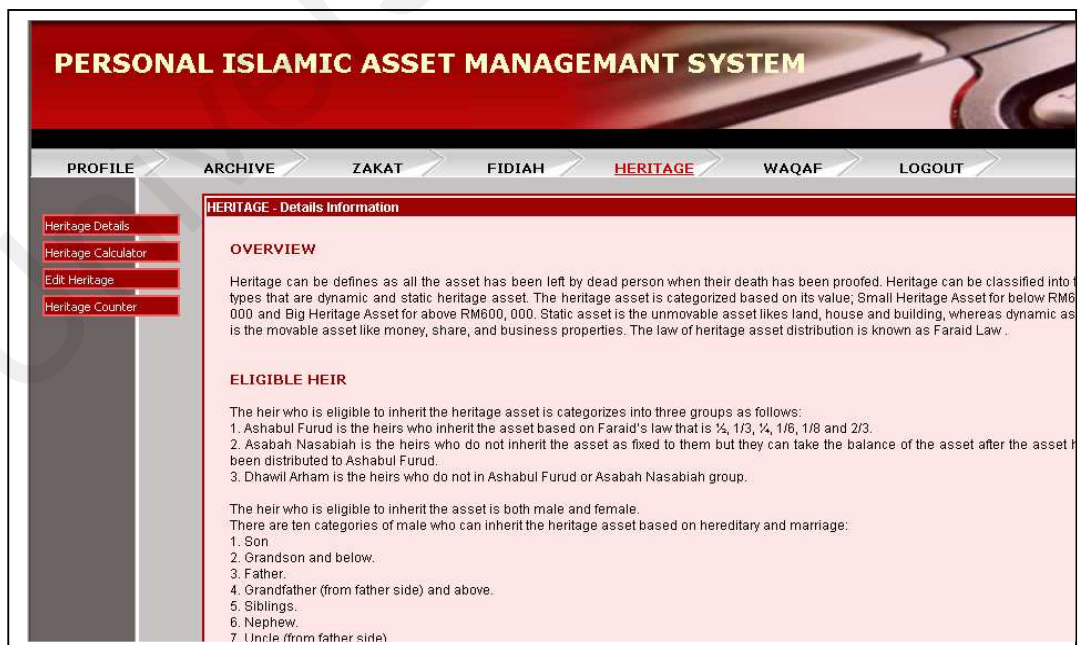 PERSONAL ISLAMIC ASSET MANAGEMANT SYSTEM
PROFILE ARCHIVE ZAKAT FIDIAH HERITAGE WAQAF LOGOUT
Heritage Details
Heritage Calculator
Edit Heritage
Heritage Counter
HERITAGE - Details Information
OVERVIEW
Heritage can be defines as all the asset has been left by dead person when their death has been proofed. Heritage can be classified into
types that are dynamic and static heritage asset. The heritage asset is categorized based on its value; Small Heritage Asset for below RM6
000 and Big Heritage Asset for above RM600, 000. Static asset is the unmovable asset likes land, house and building, whereas dynamic as
is the movable asset like money, share, and business properties. The law of heritage asset distribution is known as Faraid Law .
ELIGIBLE HEIR
The heir who is eligible to inherit the heritage asset is categorizes into three groups as follows:
1. Ashabul Furud is the heirs who inherit the asset based on Faraid's law that is ½, 1/3, ¼, 1/6, 1/8 and 2/3.
2. Asabah Nasabiah is the heirs who do not inherit the asset as fixed to them but they can take the balance of the asset after the asset
been distributed to Ashabul Furud.
3. Dhawil Arham is the heirs who do not in Ashabul Furud or Asabah Nasabiah group.
The heir who is eligible to inherit the asset is both male and female.
There are ten categories of male who can inherit the heritage asset based on hereditary and marriage:
1. Son
2. Grandson and below.
3. Father.
4. Grandfather (from father side) and above.
5. Siblings.
6. Nephew.
7. Uncle (from father side)